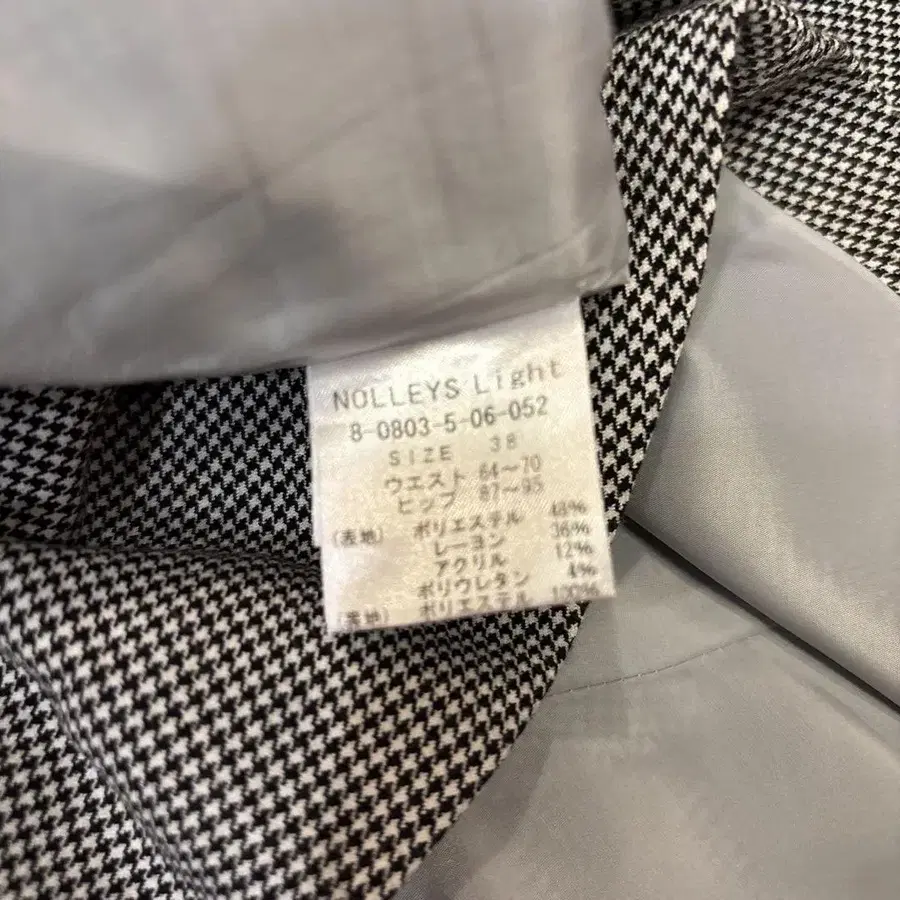 NOLLEYS Light
8-0803-5-06-052
SIZE 38
ウエスト 64~70
ヒップ 87~95
(表地) ポリエステル 48%
レーヨン 36%
アクリル 12%
ポリウレタン 4%
ポリエステル 100%